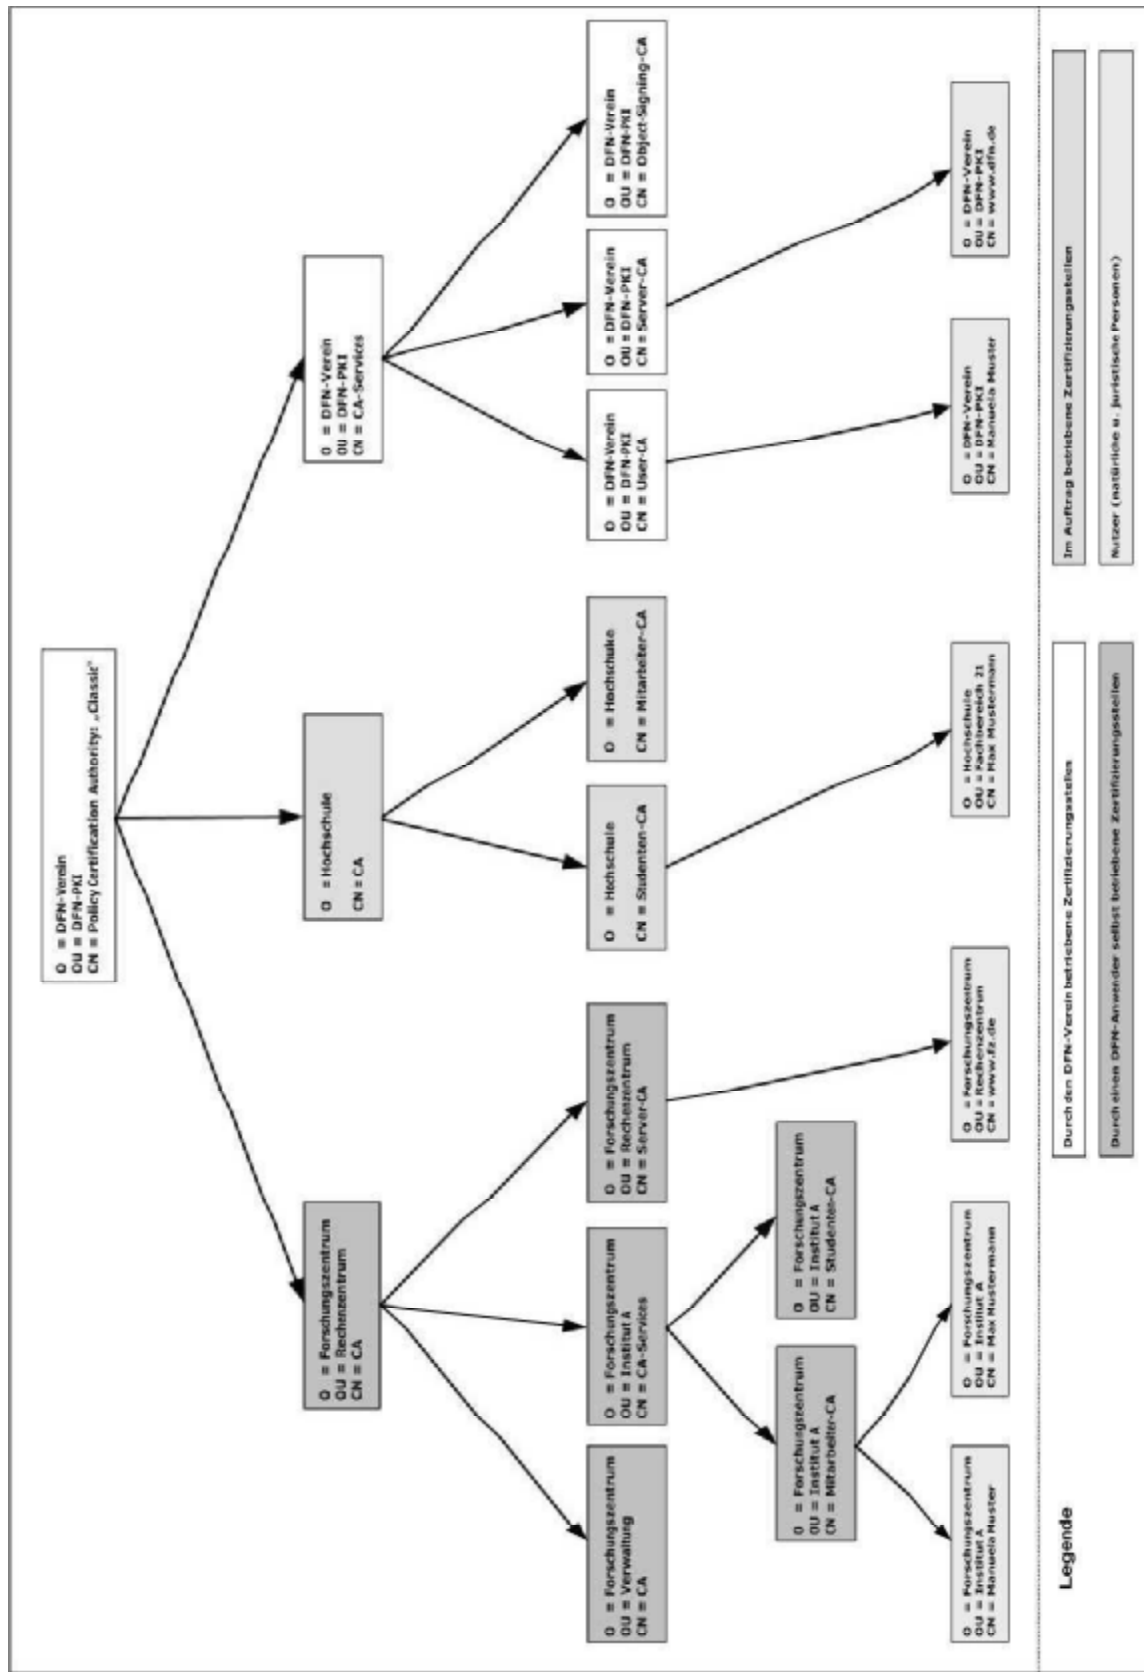 O = DFN-Verein
OU = DFN-PKI
CN = Policy Certification Authority: „Classic"
O = Forschungszentrum
OU = Rechenzentrum
CN = CA
O = Hochschule
CN = CA
O = DFN-Verein
OU = DFN-PKI
CN = CA-Services
O = Forschungszentrum
OU = Verwaltung
CN = CA
O = Forschungszentrum
OU = Institut A
CN = CA-Services
O = Forschungszentrum
OU = Rechenzentrum
CN = Server-CA
O = Hochschule
CN = Studenten-CA
O = Hochschuke
CN = Mitarbeiter-CA
O = DFN-Verein
OU = DFN-PKI
CN = User-CA
O = DFN-Verein
OU = DFN-PKI
CN = Server-CA
O = DFN-Verein
OU = DFN-PKI
CN = Object-Signing-CA
O = Forschungszentrum
OU = Institut A
CN = Mitarbeiter-CA
O = Forschungszentrum
OU = Institut A
CN = Studenten-CA
O = Forschungszentrum
OU = Institut A
CN = Manuela Muster
O = Forschungszentrum
OU = Institut A
CN = Max Mustermann
O = Forschungszentrum
OU = Rechenzentrum
CN = www.fz.de
O = Hochschule
OU = Fachbereich 21
CN = Max Mustermann
O = DFN-Verein
OU = DFN-PKI
CN = Manuela Muster
O = DFN-Verein
OU = DFN-PKI
CN = www.dfn.de
Legende
Durch den DFN-Verein betriebene Zertifizierungsstellen
Im Auftrag betriebene Zertifizierungsstellen
Durch einen DFN-Anwender selbst betriebene Zertifizierungsstellen
Nutzer (natürliche u. juristische Personen)